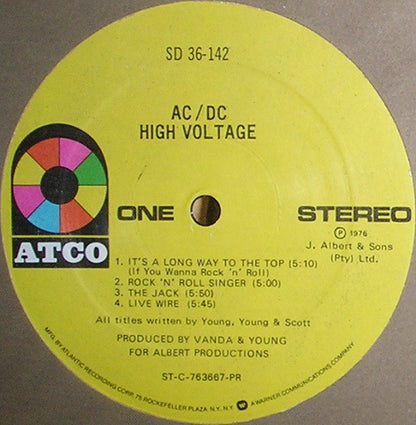 SD 36-142
AC/DC
HIGH VOLTAGE
ATCO
ONE
STEREO
Ⓟ 1976
J. Albert & Sons
(Pty) Ltd.
1. IT'S A LONG WAY TO THE TOP (5:10)
(If You Wanna Rock 'n' Roll)
2. ROCK 'N' ROLL SINGER (5:00)
3. THE JACK (5:50)
4. LIVE WIRE (5:45)
All titles written by Young, Young & Scott
PRODUCED BY VANDA & YOUNG
FOR ALBERT PRODUCTIONS
ST-C-763667-PR
MFG. BY ATLANTIC RECORDING CORP. 75 ROCKEFELLER PLAZA N.Y. N.Y. A WARNER COMMUNICATIONS COMPANY